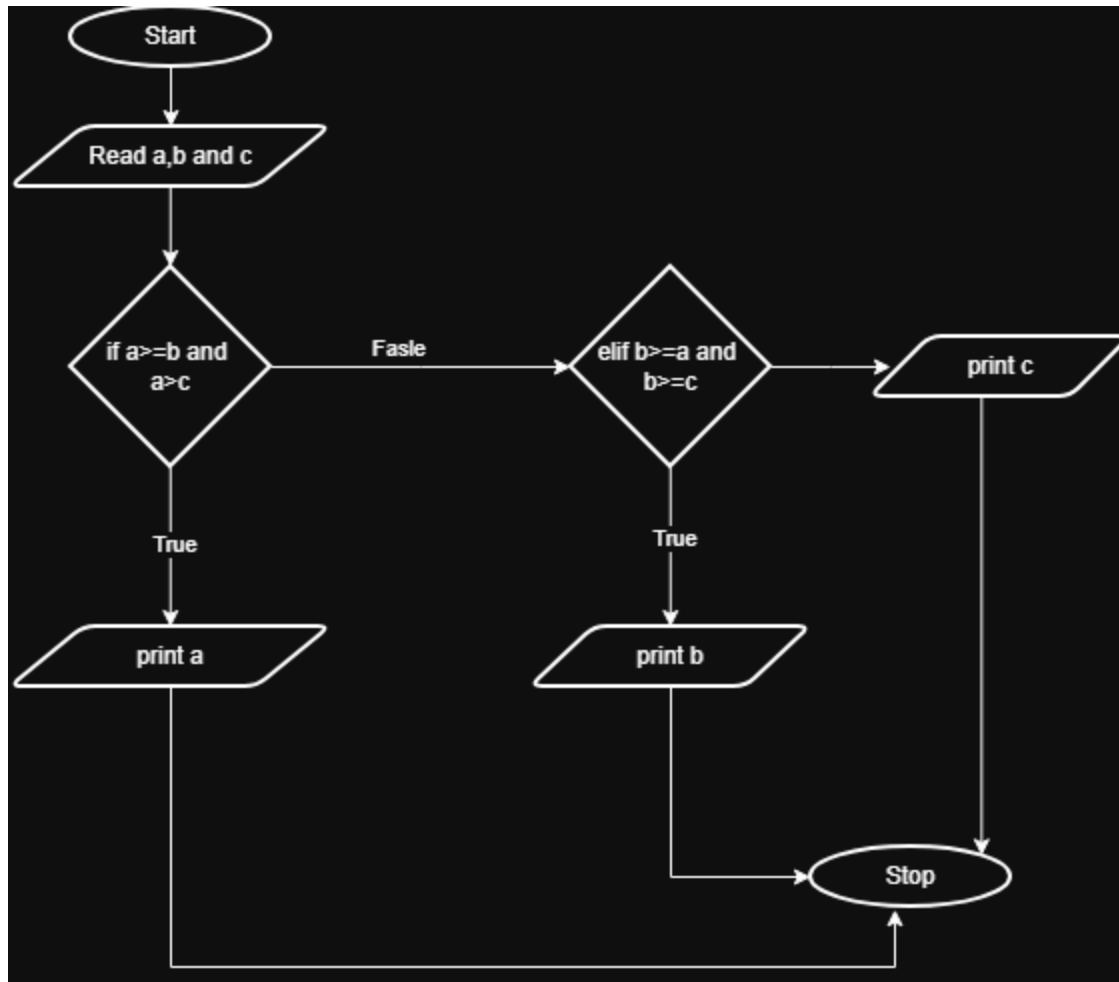 Start
Read a,b and c
if a>=b and
a>c
Fasle
elif b>=a and
b>=c
print c
True
True
print a
print b
Stop